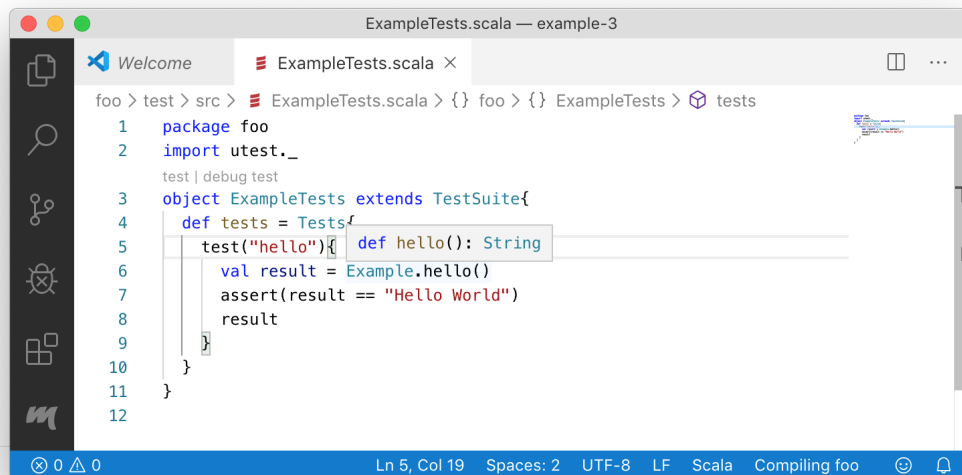 ExampleTests.scala — example-3
Welcome
ExampleTests.scala
foo > test > src > ExampleTests.scala > {} foo > {} ExampleTests > tests
1 package foo
2 import utest._
test | debug test
3 object ExampleTests extends TestSuite{
4 def tests = Tests{
def hello(): String
5 test("hello"){
6 val result = Example.hello()
7 assert(result == "Hello World")
8 result
9 }
10 }
11 }
12
0 0 Ln 5, Col 19 Spaces: 2 UTF-8 LF Scala Compiling foo